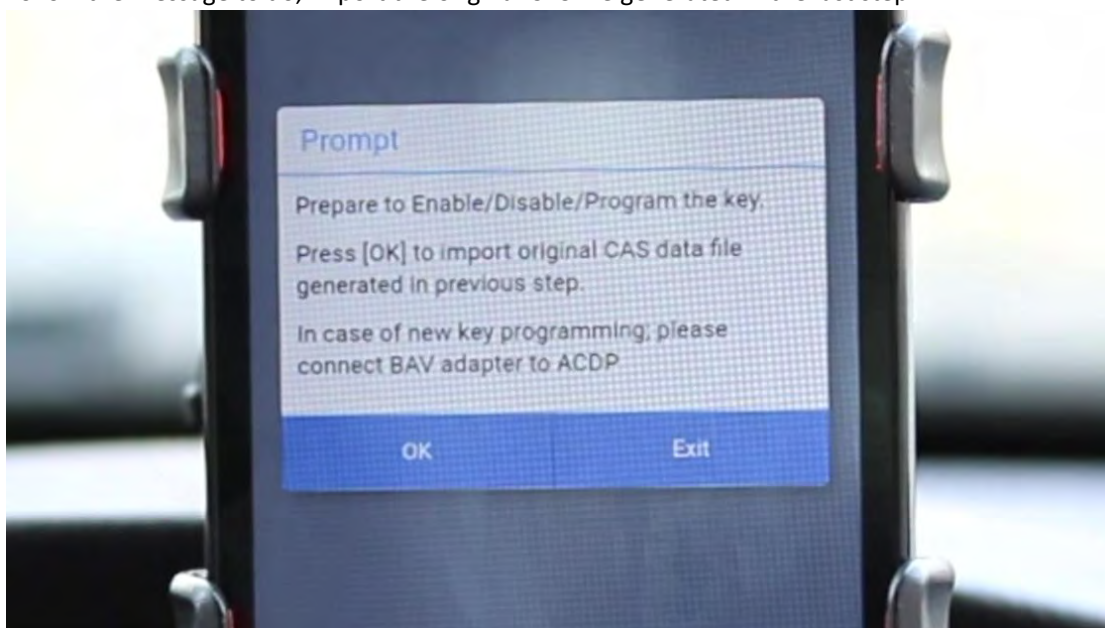 Prompt
Prepare to Enable/Disable/Program the key.
Press [OK] to import original CAS data file
generated in previous step.
In case of new key programming, please
connect BAV adapter to ACDP
OK
Exit